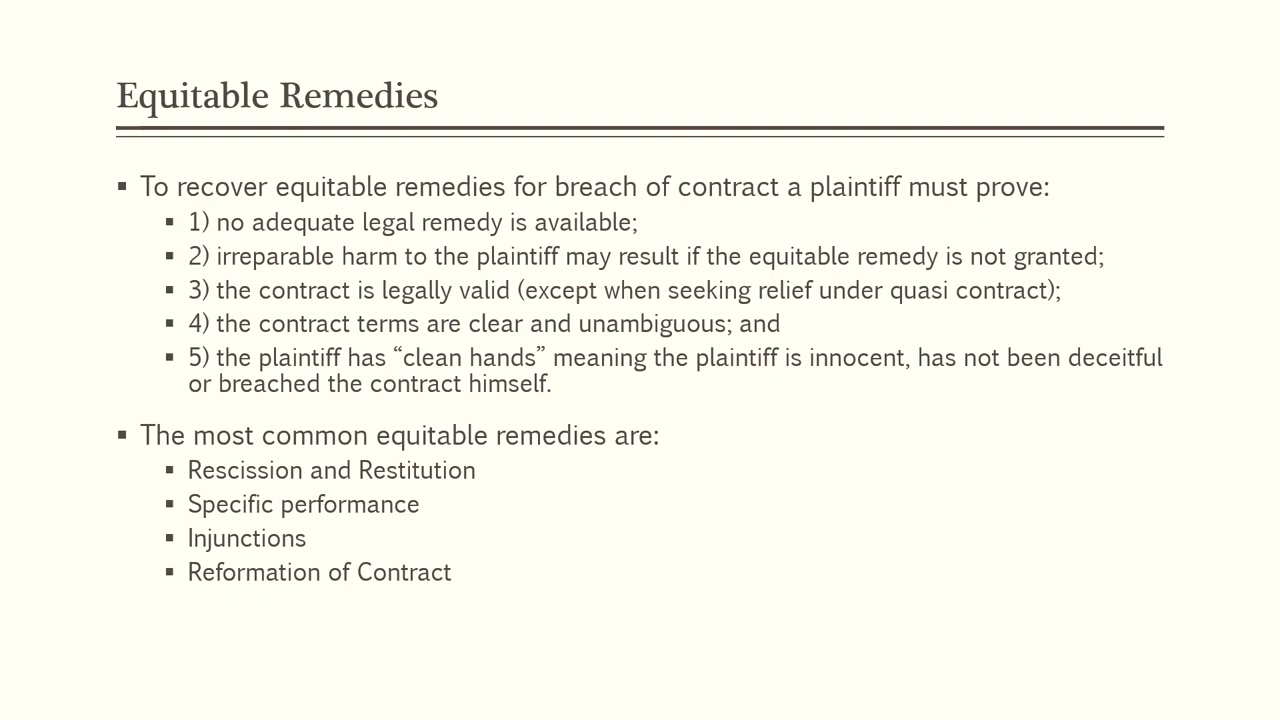 Equitable Remedies
▪ To recover equitable remedies for breach of contract a plaintiff must prove:
▪ 1) no adequate legal remedy is available;
▪ 2) irreparable harm to the plaintiff may result if the equitable remedy is not granted;
▪ 3) the contract is legally valid (except when seeking relief under quasi contract);
▪ 4) the contract terms are clear and unambiguous; and
▪ 5) the plaintiff has “clean hands” meaning the plaintiff is innocent, has not been deceitful
or breached the contract himself.
▪ The most common equitable remedies are:
▪ Rescission and Restitution
▪ Specific performance
▪ Injunctions
▪ Reformation of Contract